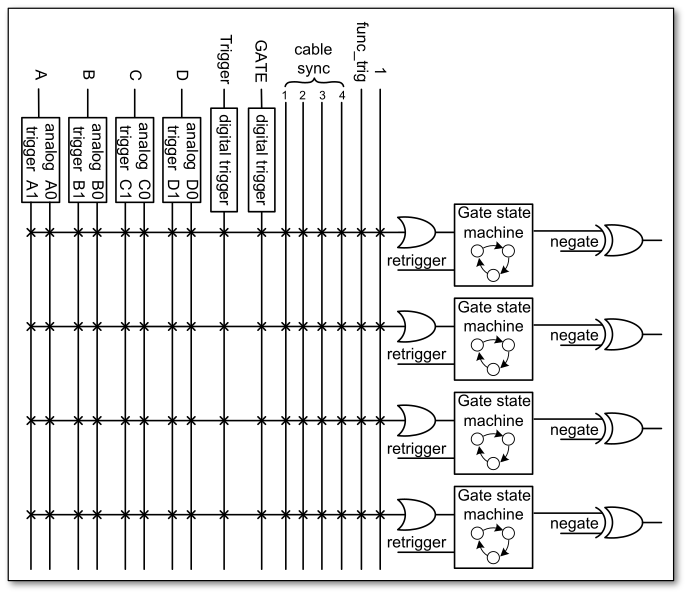 A
B
C
D
Trigger
GATE
cable
sync
1 2 3 4
func_trig
1
analog A0
trigger A1
analog B0
trigger B1
analog C0
trigger C1
analog D0
trigger D1
digital trigger
digital trigger
Gate state
machine
retrigger
negate
Gate state
machine
retrigger
negate
Gate state
machine
retrigger
negate
Gate state
machine
retrigger
negate